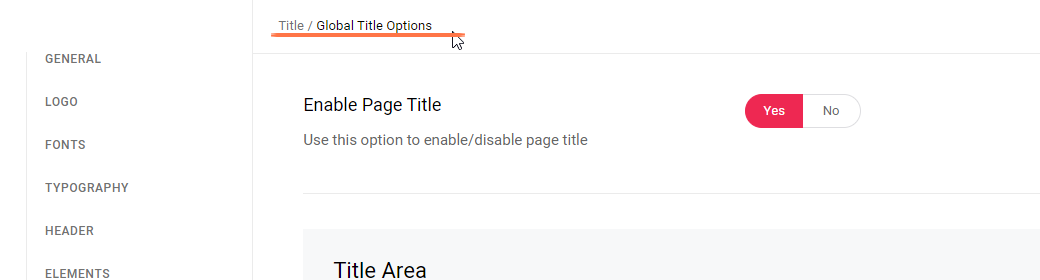 Title / Global Title Options
GENERAL
LOGO
FONTS
TYPOGRAPHY
HEADER
ELEMENTS
Enable Page Title
Yes
No
Use this option to enable/disable page title
Title Area